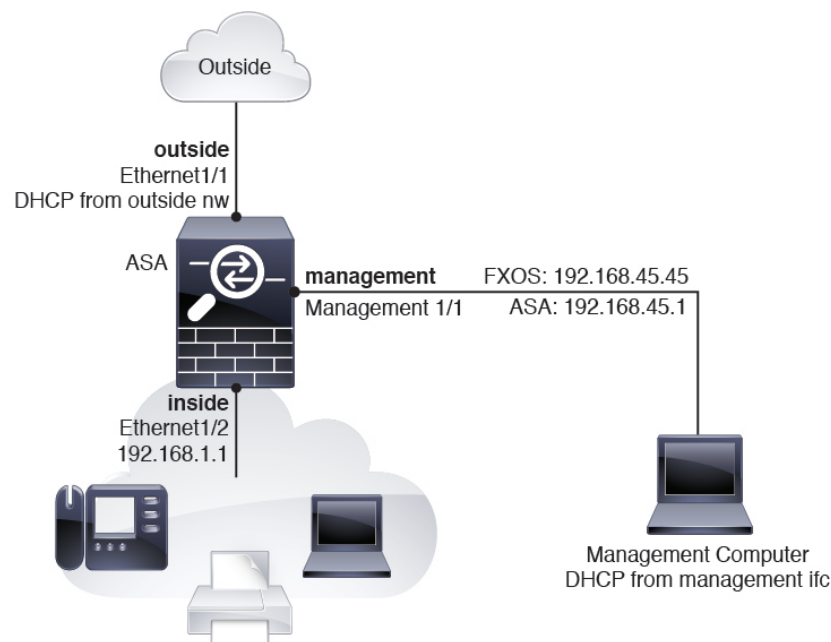 Outside
outside
Ethernet1/1
DHCP from outside nw
ASA
management
Management 1/1
FXOS: 192.168.45.45
ASA: 192.168.45.1
inside
Ethernet1/2
192.168.1.1
Management Computer
DHCP from management ifc